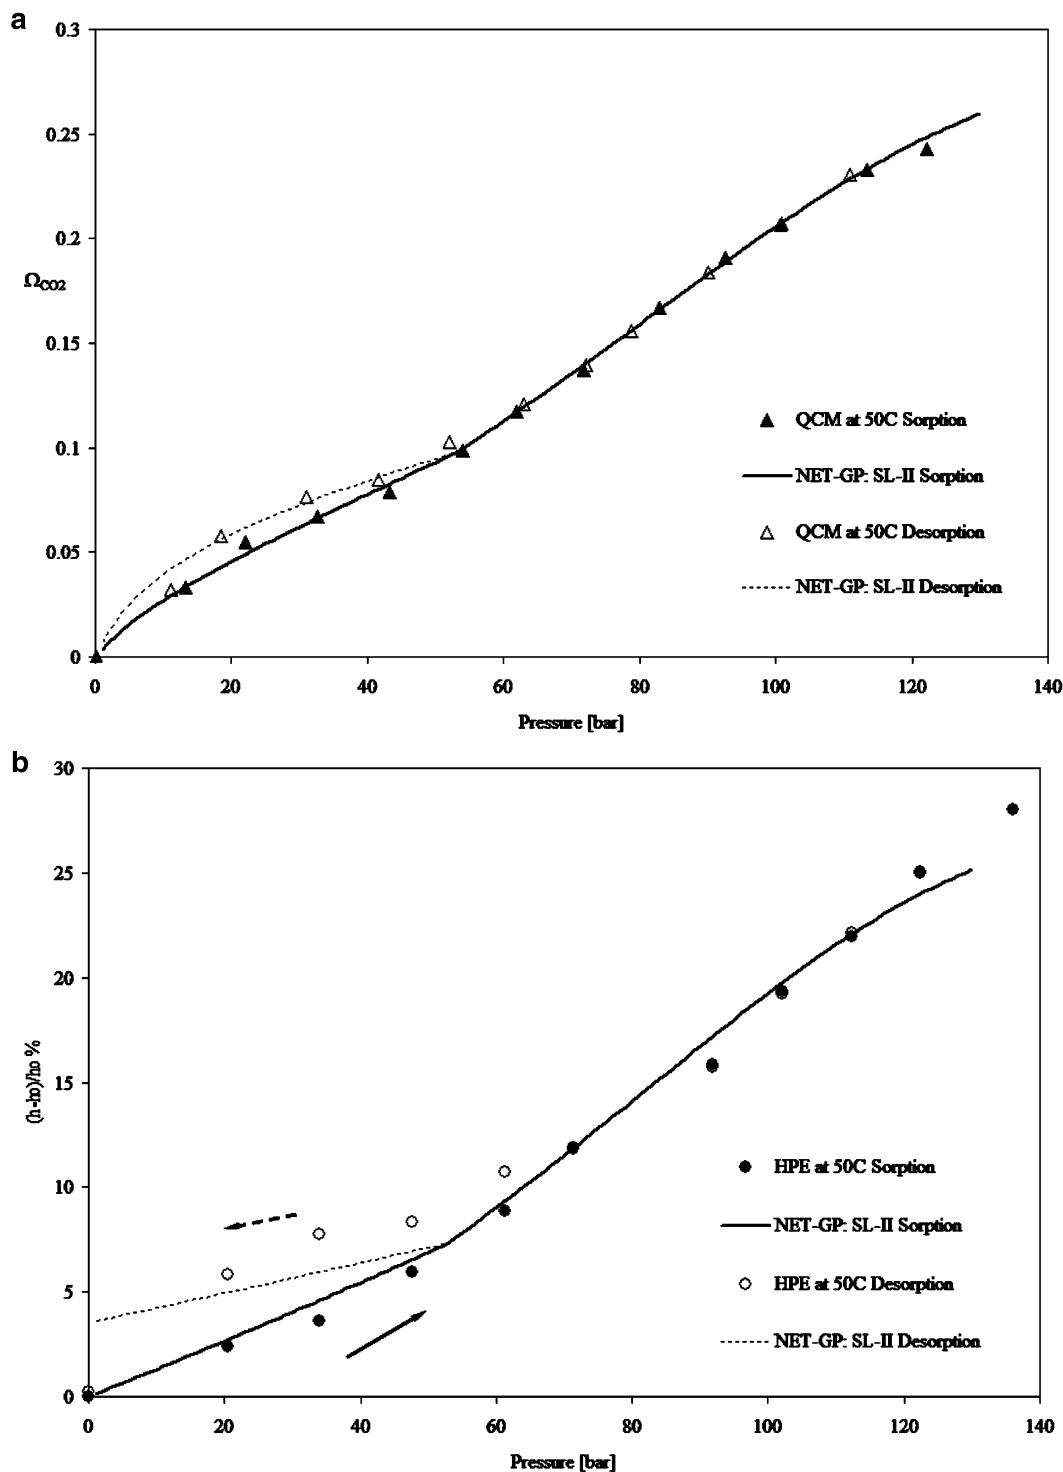 a
0.3
0.25
0.2
Ω_CO2
0.15
0.1
0.05
0
0 20 40 60 80 100 120 140
Pressure [bar]
QCM at 50C Sorption
NET-GP: SL-II Sorption
QCM at 50C Desorption
NET-GP: SL-II Desorption
b
30
25
20
(h-h0)/h0 %
15
10
5
0
0 20 40 60 80 100 120 140
Pressure [bar]
HPE at 50C Sorption
NET-GP: SL-II Sorption
HPE at 50C Desorption
NET-GP: SL-II Desorption